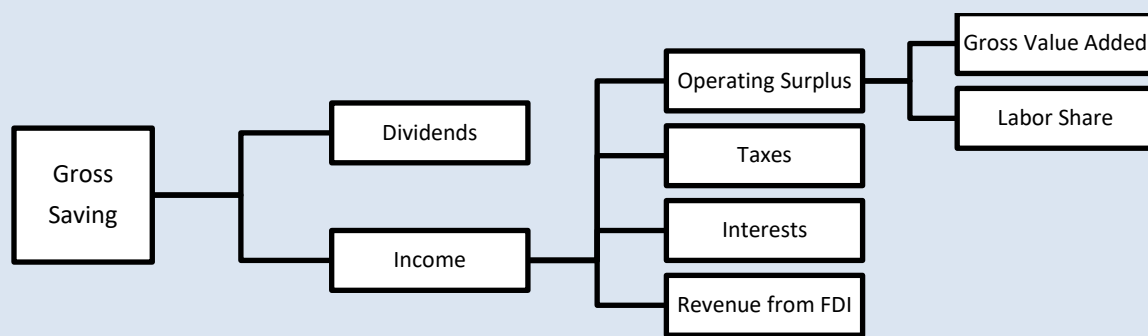 Gross
Saving
Dividends
Income
Operating Surplus
Taxes
Interests
Revenue from FDI
Gross Value Added
Labor Share